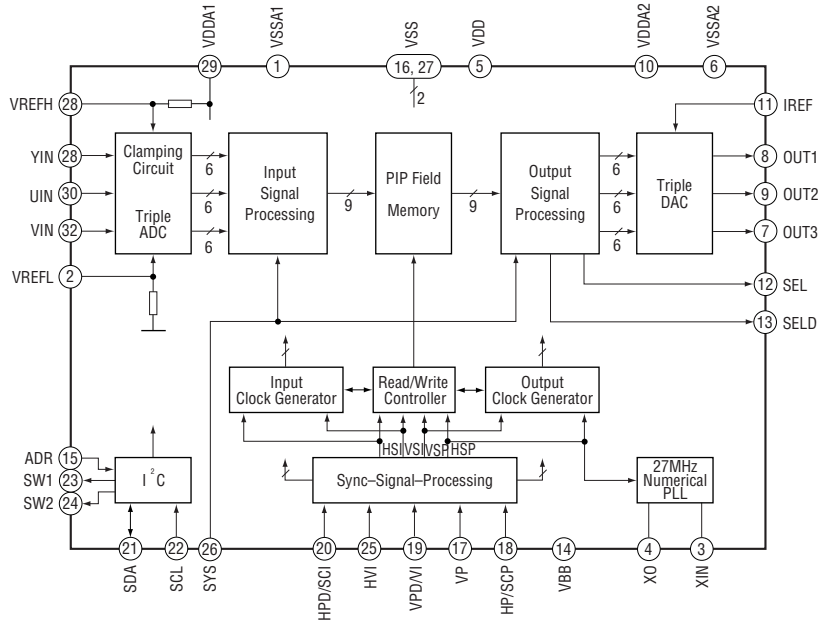 VDDA1
VSSA1
VSS
VDD
VDDA2
VSSA2
29
1
16, 27
5
10
6
2
VREFH 28
11 IREF
YIN 28
UIN 30
VIN 32
VREFL 2
Clamping
Circuit
Triple
ADC
6
6
6
Input
Signal
Processing
9
PIP Field
Memory
9
Output
Signal
Processing
6
6
6
Triple
DAC
8 OUT1
9 OUT2
7 OUT3
12 SEL
13 SELD
Input
Clock Generator
Read/Write
Controller
Output
Clock Generator
HSI VSI VSP HSP
ADR 15
SW1 23
SW2 24
I²C
Sync–Signal–Processing
27MHz
Numerical
PLL
21
22
26
20
25
19
17
18
14
4
3
SDA
SCL
SYS
HPD/SCI
HVI
VPD/VI
VP
HP/SCP
VBB
XO
XIN